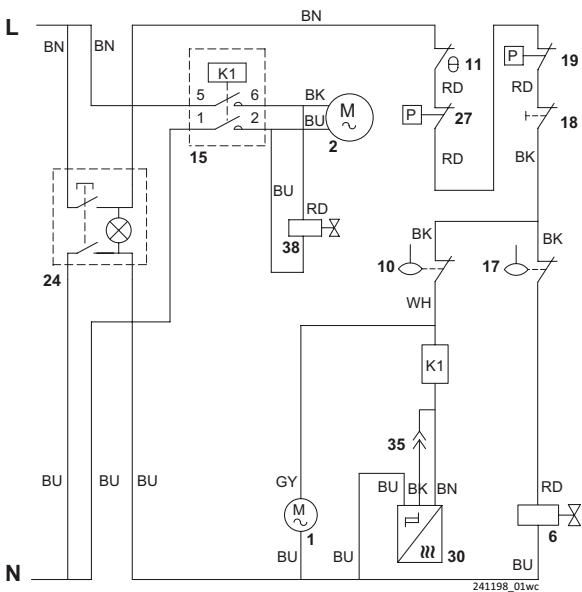 BN
L
BN
BN
K1
P
19
11
5
6
BK
M
RD
RD
P
27
18
1
2
BU
2
15
RD
BK
BU
RD
38
24
BK
BK
10
17
WH
K1
35
BU
BU
BU
GY
BU
BK
BN
RD
M
1
30
6
BU
BU
BU
N
241198_01wc